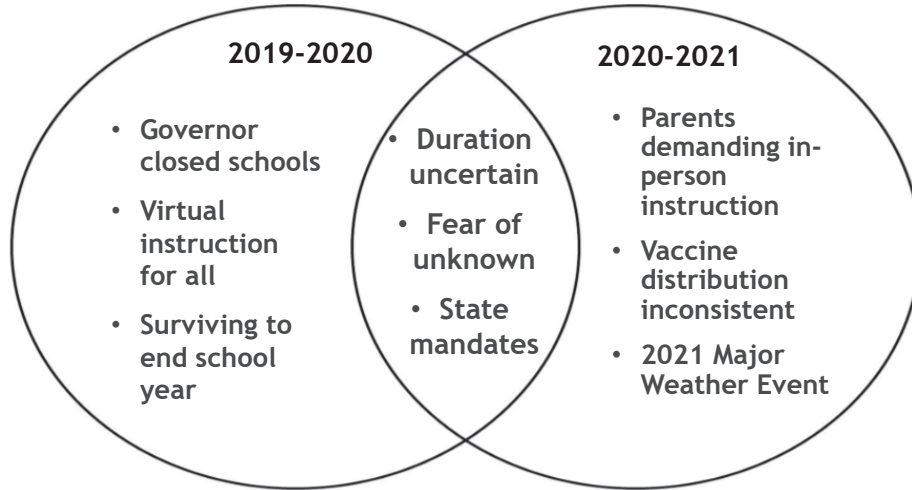 2019-2020
• Governor
closed schools
• Virtual
instruction
for all
• Surviving to
end school
year
• Duration
uncertain
• Fear of
unknown
• State
mandates
2020-2021
• Parents
demanding in-
person
instruction
• Vaccine
distribution
inconsistent
• 2021 Major
Weather Event